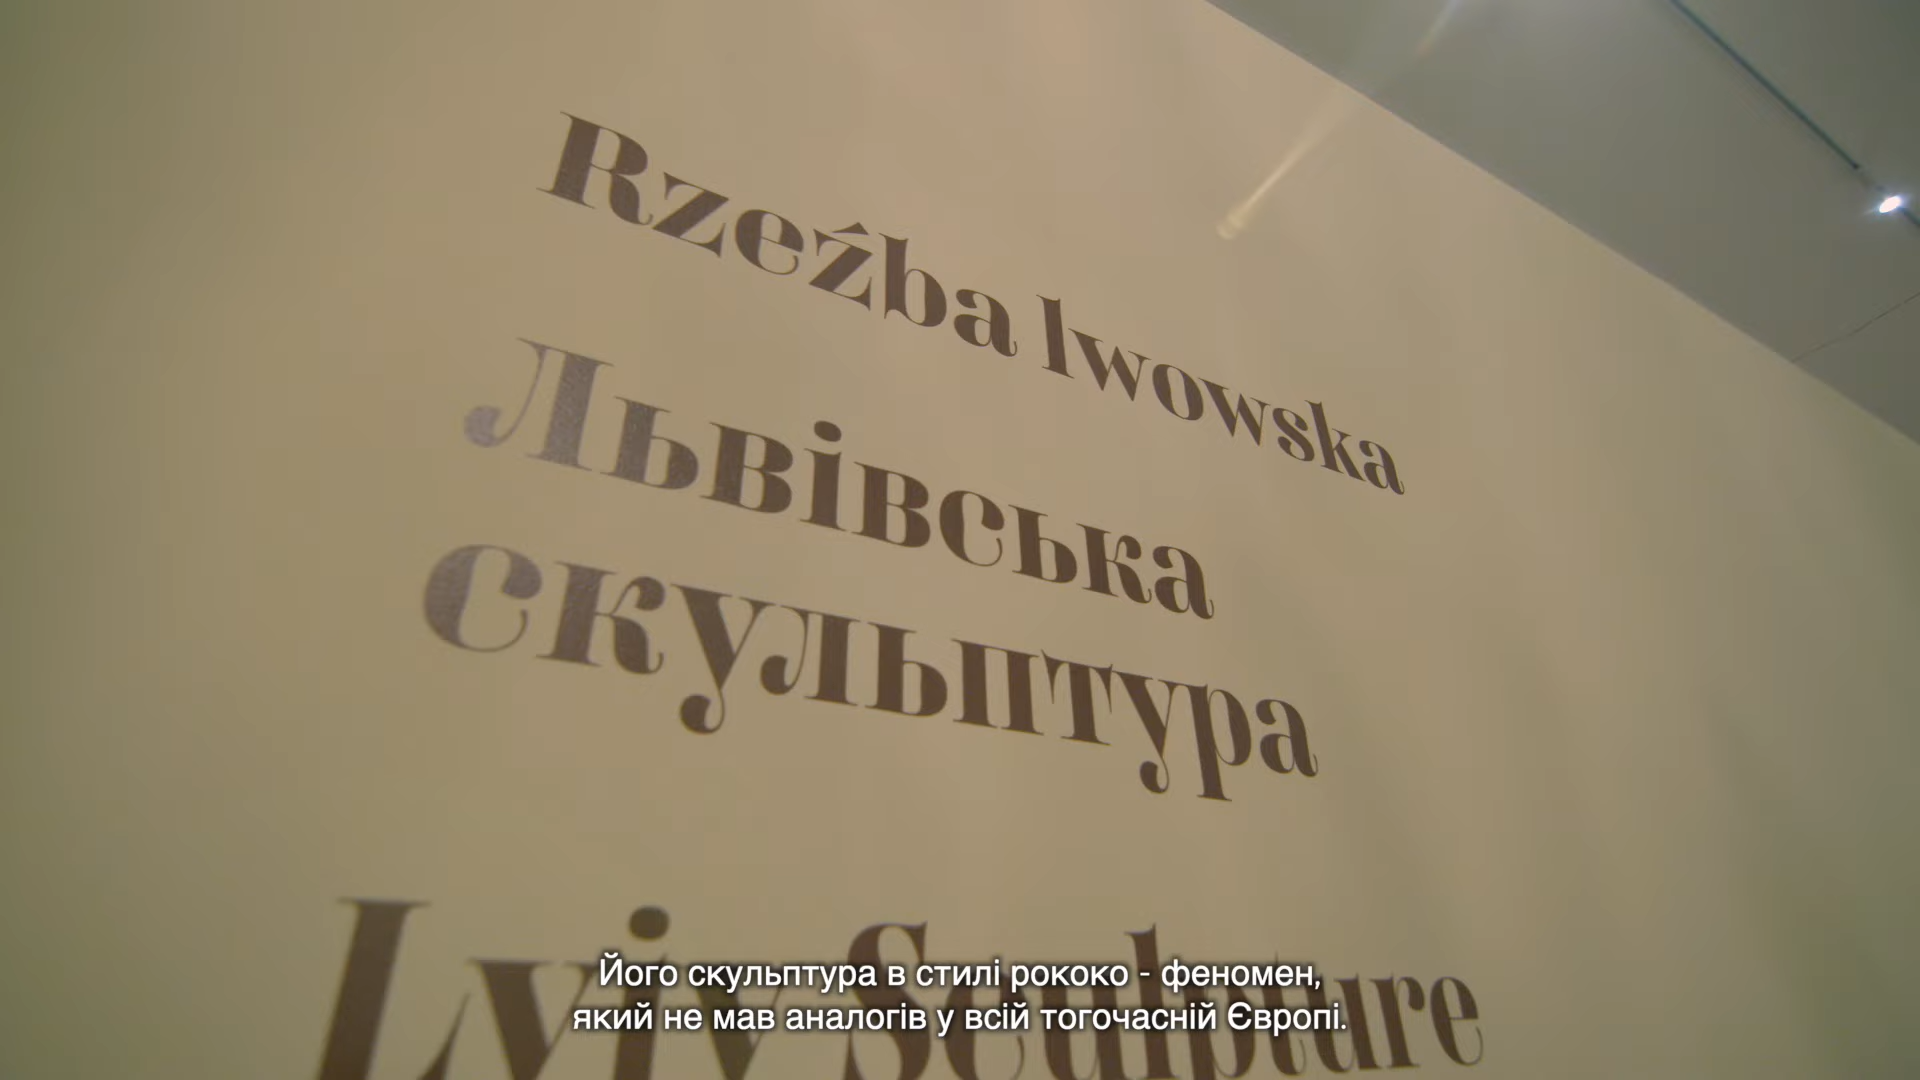 Rzeźba lwowska
Львівська
скульптура
Lviv Sculpture
Його скульптура в стилі рококо - феномен,
який не мав аналогів у всій тогочасній Європі.